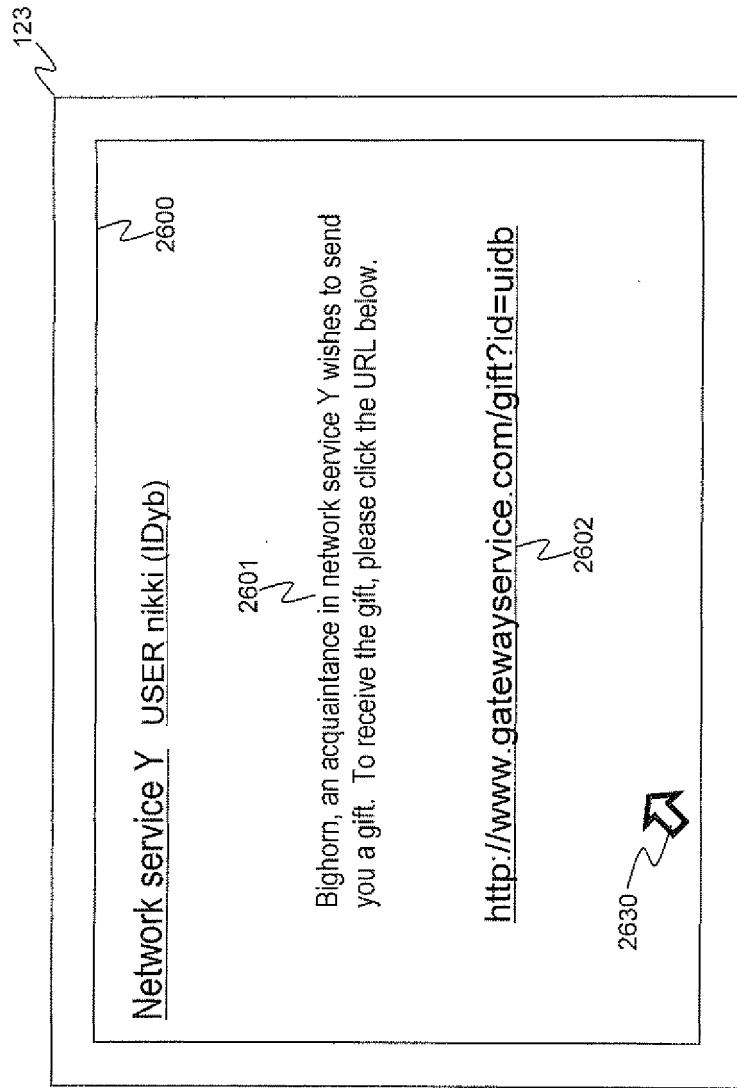 123
2600
Network service Y USER nikki (IDyb)
2601
Bighorn, an acquaintance in network service Y wishes to send
you a gift. To receive the gift, please click the URL below.
http://www.gatewayservice.com/gift?id=uidb
2602
2630